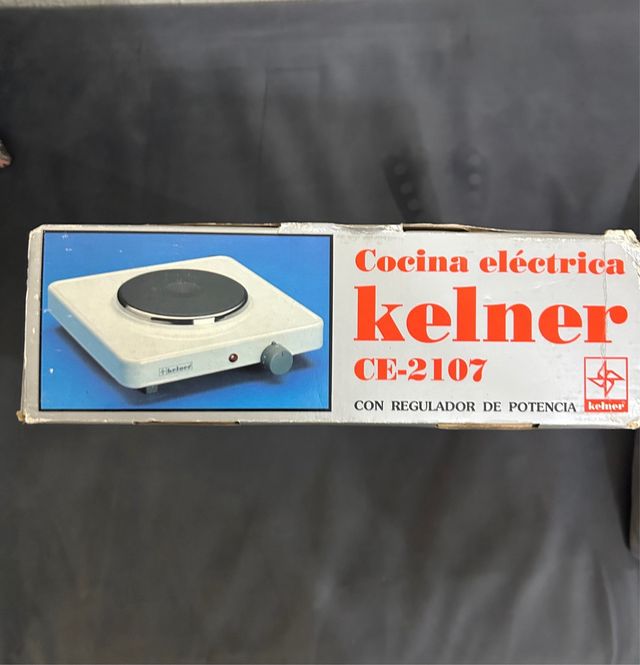 Cocina eléctrica
kelner
CE-2107
CON REGULADOR DE POTENCIA
kelner
kelner